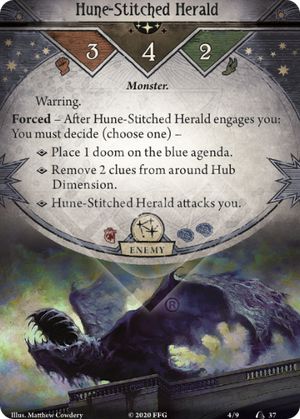 Hune-Stitched Herald
3 4 2
Monster.
Warring.
Forced – After Hune-Stitched Herald engages you:
You must decide (choose one) –
Place 1 doom on the blue agenda.
Remove 2 clues from around Hub
Dimension.
Hune-Stitched Herald attacks you.
ENEMY
®
Illus. Matthew Cowdery © 2020 FFG 4/9 37